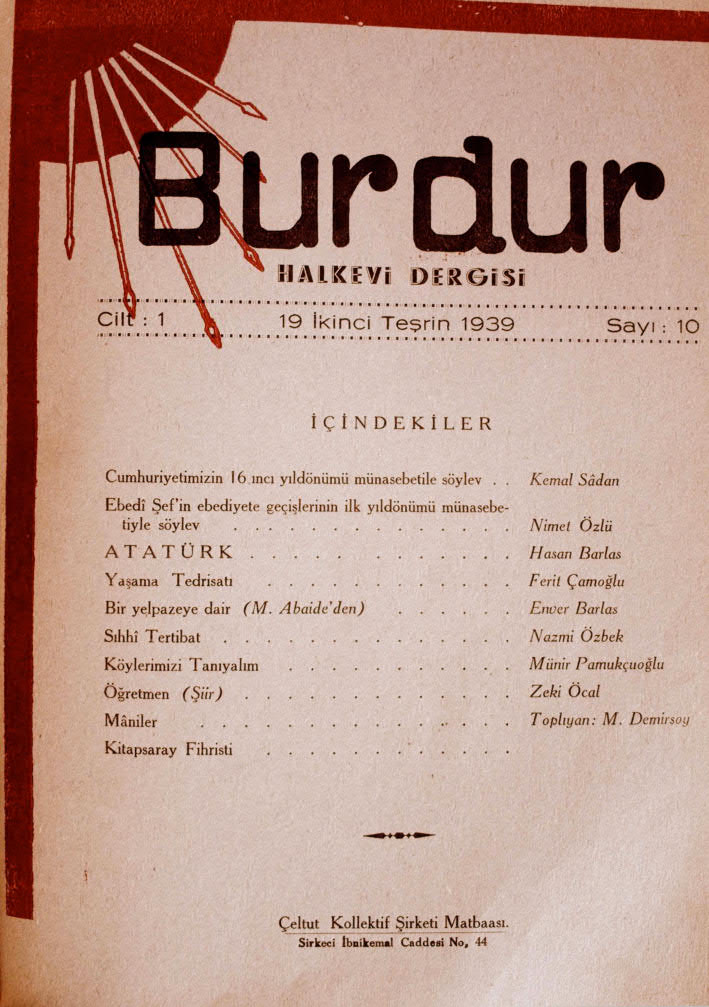 Burdur
HALKEVİ DERGİSİ
Cilt : 1 19 İkinci Teşrin 1939 Sayı : 10
İÇİNDEKİLER
Cumhuriyetimizin 16.ıncı yıldönümü münasebetile söylev . . Kemal Sâdan
Ebedî Şef'in ebediyete geçişlerinin ilk yıldönümü münasebe-
tiyle söylev . . . . . . . . . . . . . Nimet Özlü
ATATÜRK . . . . . . . . . . . . . Hasan Barlas
Yaşama Tedrisatı . . . . . . . . . . . . Ferit Çamoğlu
Bir yelpazeye dair (M. Abaide'den) . . . . . . Enver Barlas
Sıhhî Tertibat . . . . . . . . . . . . . . Nazmi Özbek
Köylerimizi Tanıyalım . . . . . . . . . . . Münir Pamukçuoğlu
Öğretmen (Şiir) . . . . . . . . . . . . . Zeki Öcal
Mâniler . . . . . . . . . . . . . . . Toplıyan: M. Demirsoy
Kitapsaray Fihristi . . . . . . . . . . . .
Çeltut Kollektif Şirketi Matbaası.
Sirkeci İbnikemal Caddesi No, 44